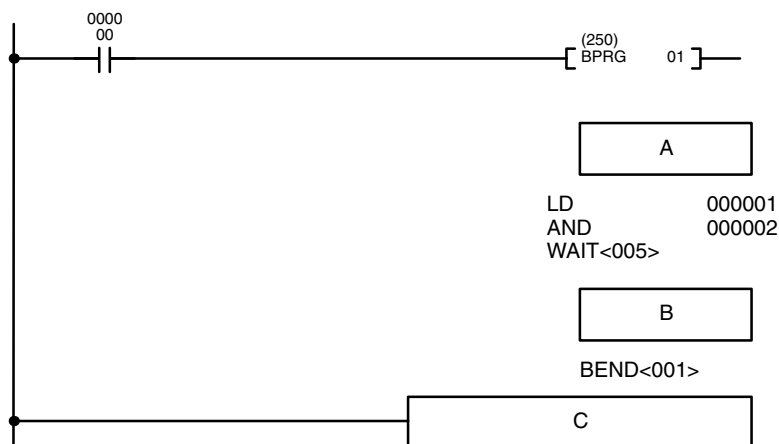 0000
00
(250)
BPRG 01
A
LD 000001
AND 000002
WAIT<005>
B
BEND<001>
C